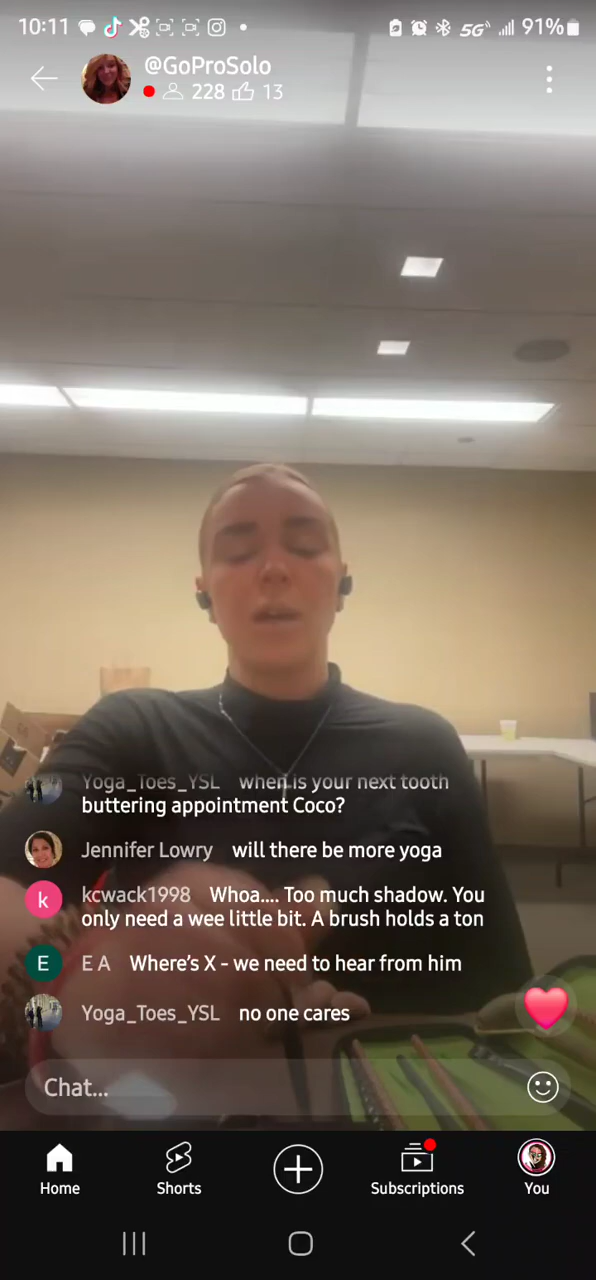 10:11
5G
91%
@GoProSolo
228 13
Yoga_Toes_YSL when is your next tooth
buttering appointment Coco?
Jennifer Lowry will there be more yoga
k
kcwack1998 Whoa.... Too much shadow. You
only need a wee little bit. A brush holds a ton
E
E A Where's X - we need to hear from him
Yoga_Toes_YSL no one cares
Chat...
Home
Shorts
Subscriptions
You